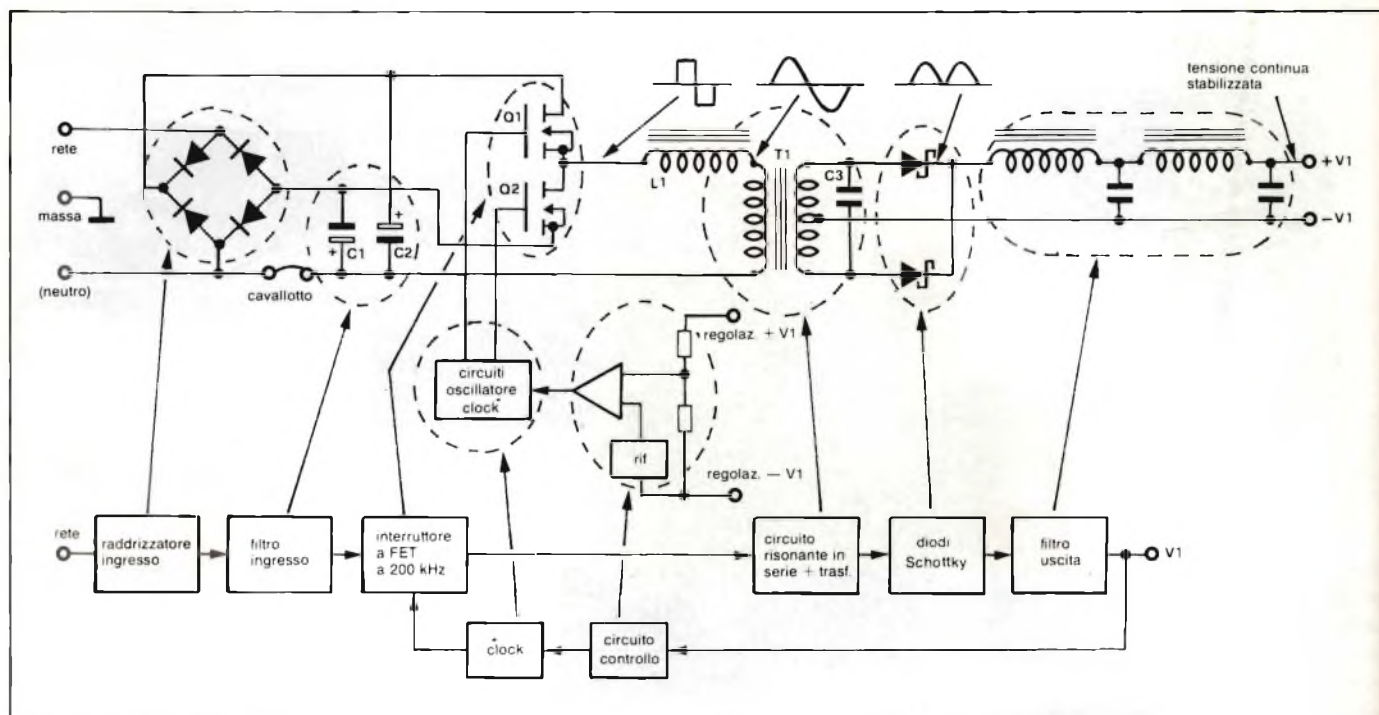 tensione continua
stabilizzata
Q1
rete
T1
+ V1
C3
L1
Q2
massa
− V1
+
C1
+
C2
(neutro)
cavallotto
regolaz. + V1
circuiti
oscillatore
clock
rif
regolaz. − V1
rete
raddrizzatore
ingresso
filtro
ingresso
interruttore
a FET
a 200 kHz
circuito
risonante in
serie + trasf.
diodi
Schottky
filtro
uscita
V1
clock
circuito
controllo